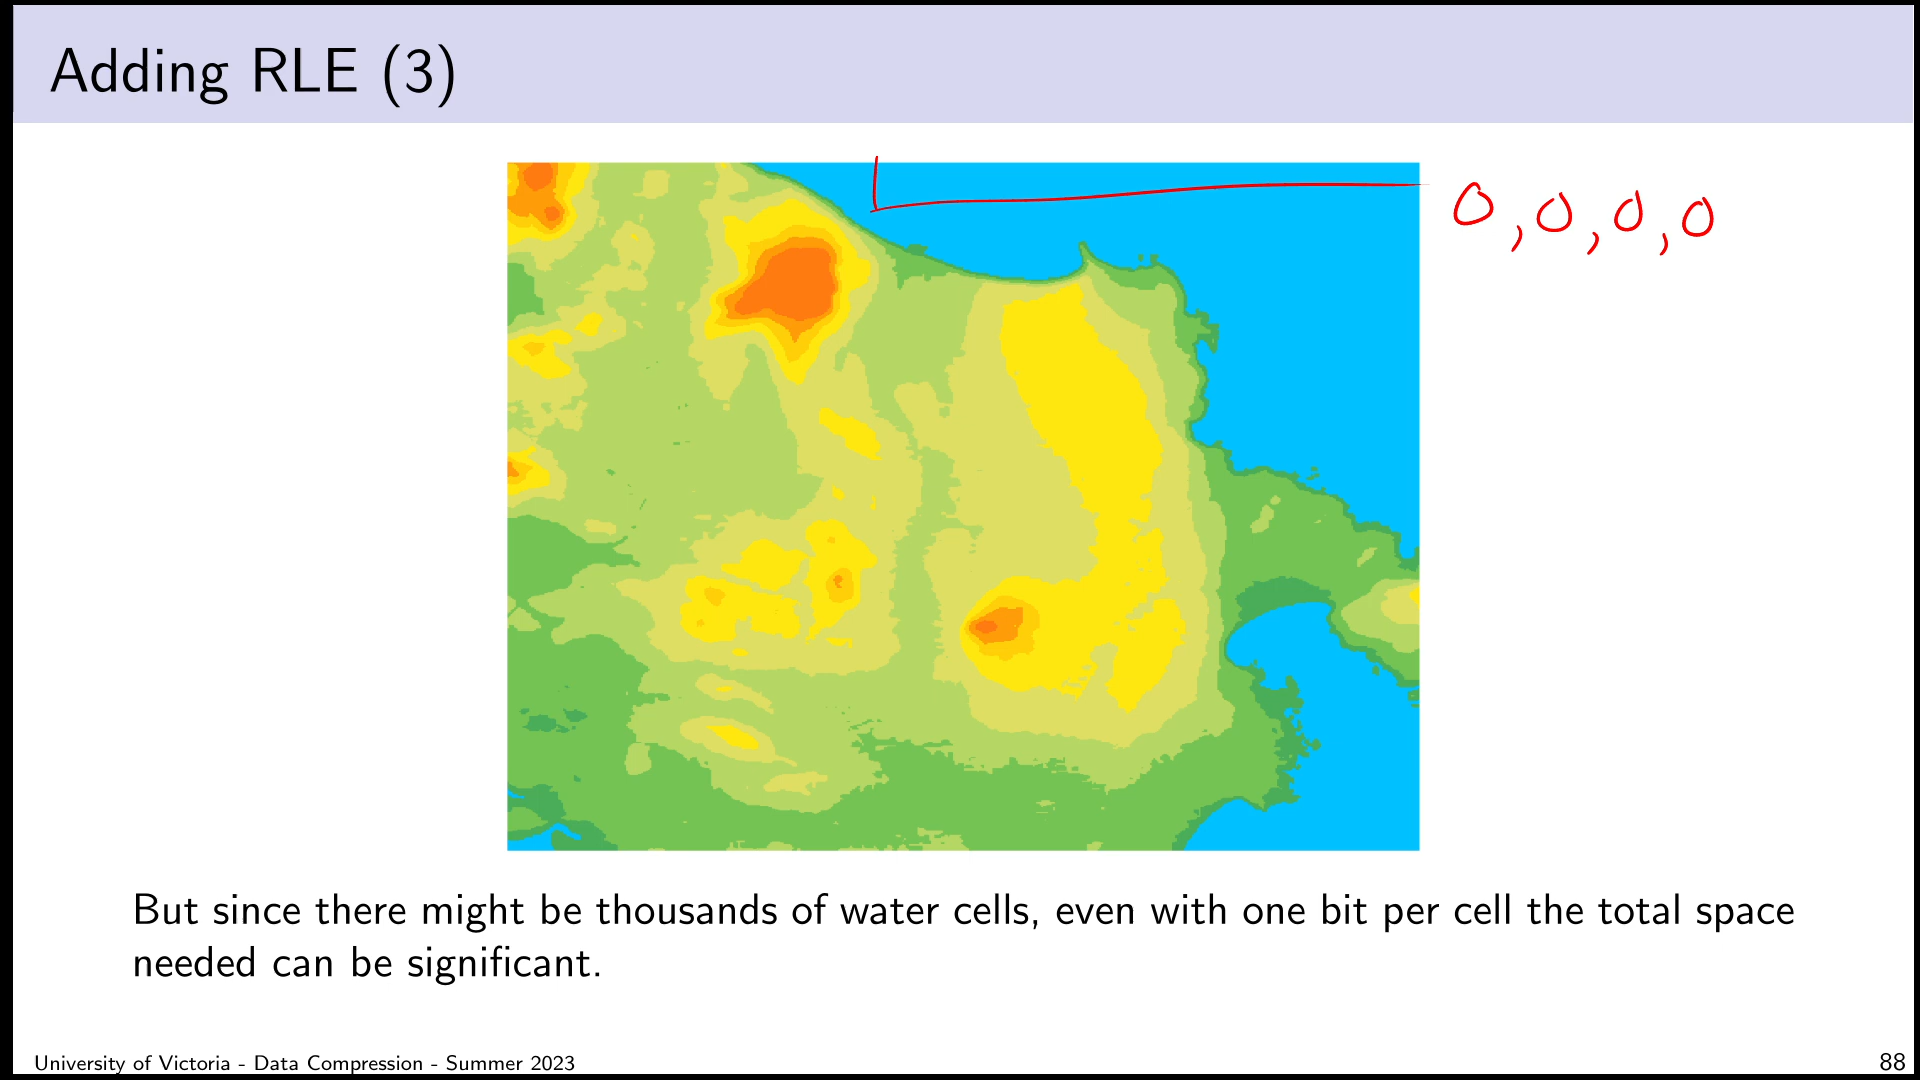 Adding RLE (3)
0,0,0,0
But since there might be thousands of water cells, even with one bit per cell the total space
needed can be significant.
University of Victoria - Data Compression - Summer 2023
88